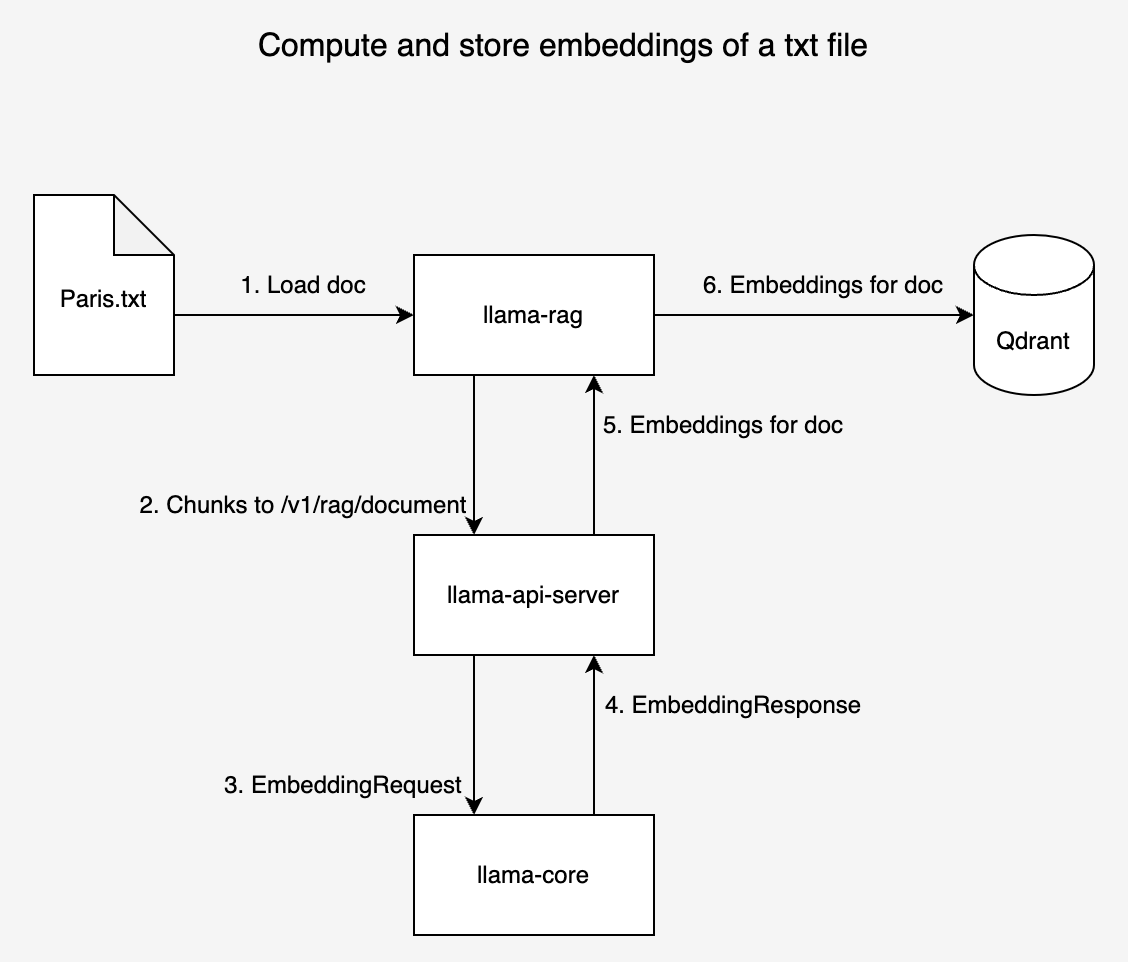 Compute and store embeddings of a txt file
Paris.txt
1. Load doc
llama-rag
6. Embeddings for doc
Qdrant
5. Embeddings for doc
2. Chunks to /v1/rag/document
llama-api-server
4. EmbeddingResponse
3. EmbeddingRequest
llama-core